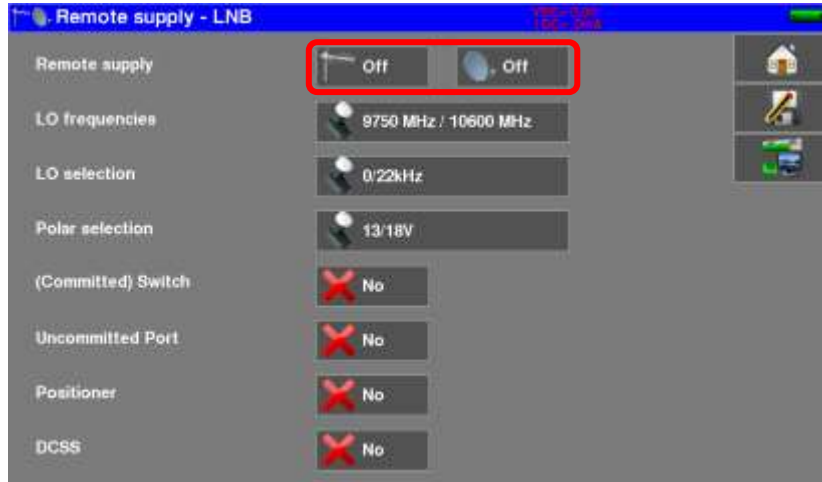 Remote supply - LNB
Remote supply Off Off
LO frequencies 9750 MHz / 10600 MHz
LO selection 0/22kHz
Polar selection 13/18V
(Committed) Switch No
Uncommitted Port No
Positioner No
DCSS No